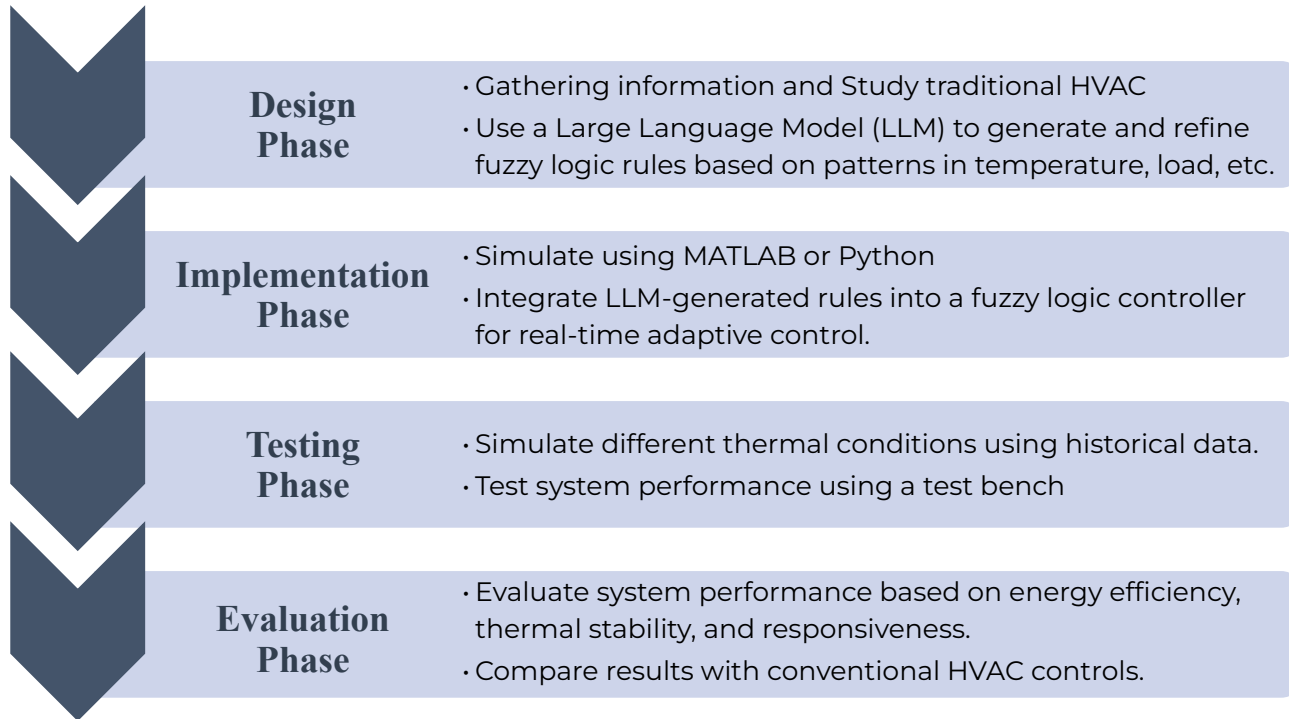 Design
Phase
· Gathering information and Study traditional HVAC
· Use a Large Language Model (LLM) to generate and refine
fuzzy logic rules based on patterns in temperature, load, etc.
Implementation
Phase
· Simulate using MATLAB or Python
· Integrate LLM-generated rules into a fuzzy logic controller
for real-time adaptive control.
Testing
Phase
· Simulate different thermal conditions using historical data.
· Test system performance using a test bench
Evaluation
Phase
· Evaluate system performance based on energy efficiency,
thermal stability, and responsiveness.
· Compare results with conventional HVAC controls.